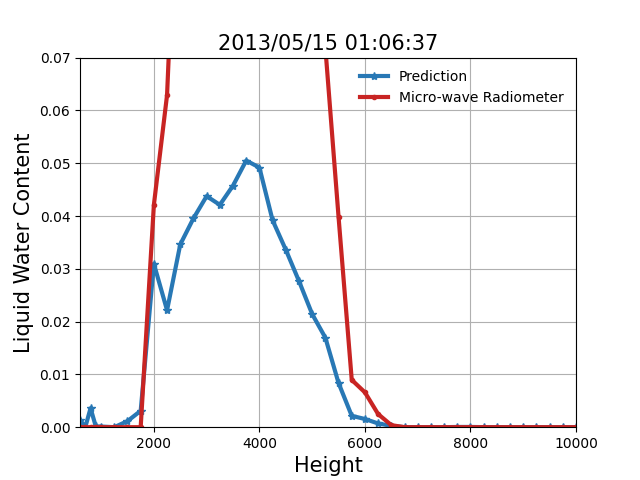 2013/05/15 01:06:37
Prediction
Micro-wave Radiometer
Liquid Water Content
0.07
0.06
0.05
0.04
0.03
0.02
0.01
0.00
2000 4000 6000 8000 10000
Height